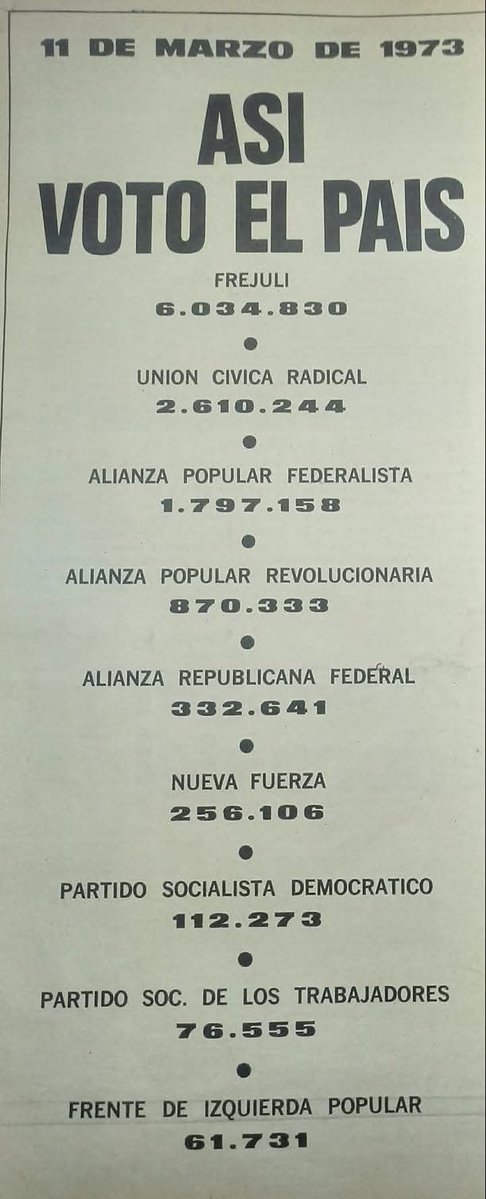 11 DE MARZO DE 1973
ASI
VOTO EL PAIS
FREJULI
6.034.830
UNION CIVICA RADICAL
2.610.244
ALIANZA POPULAR FEDERALISTA
1.797.158
ALIANZA POPULAR REVOLUCIONARIA
870.333
ALIANZA REPUBLICANA FEDERAL
332.641
NUEVA FUERZA
256.106
PARTIDO SOCIALISTA DEMOCRATICO
112.273
PARTIDO SOC. DE LOS TRABAJADORES
76.555
FRENTE DE IZQUIERDA POPULAR
61.731